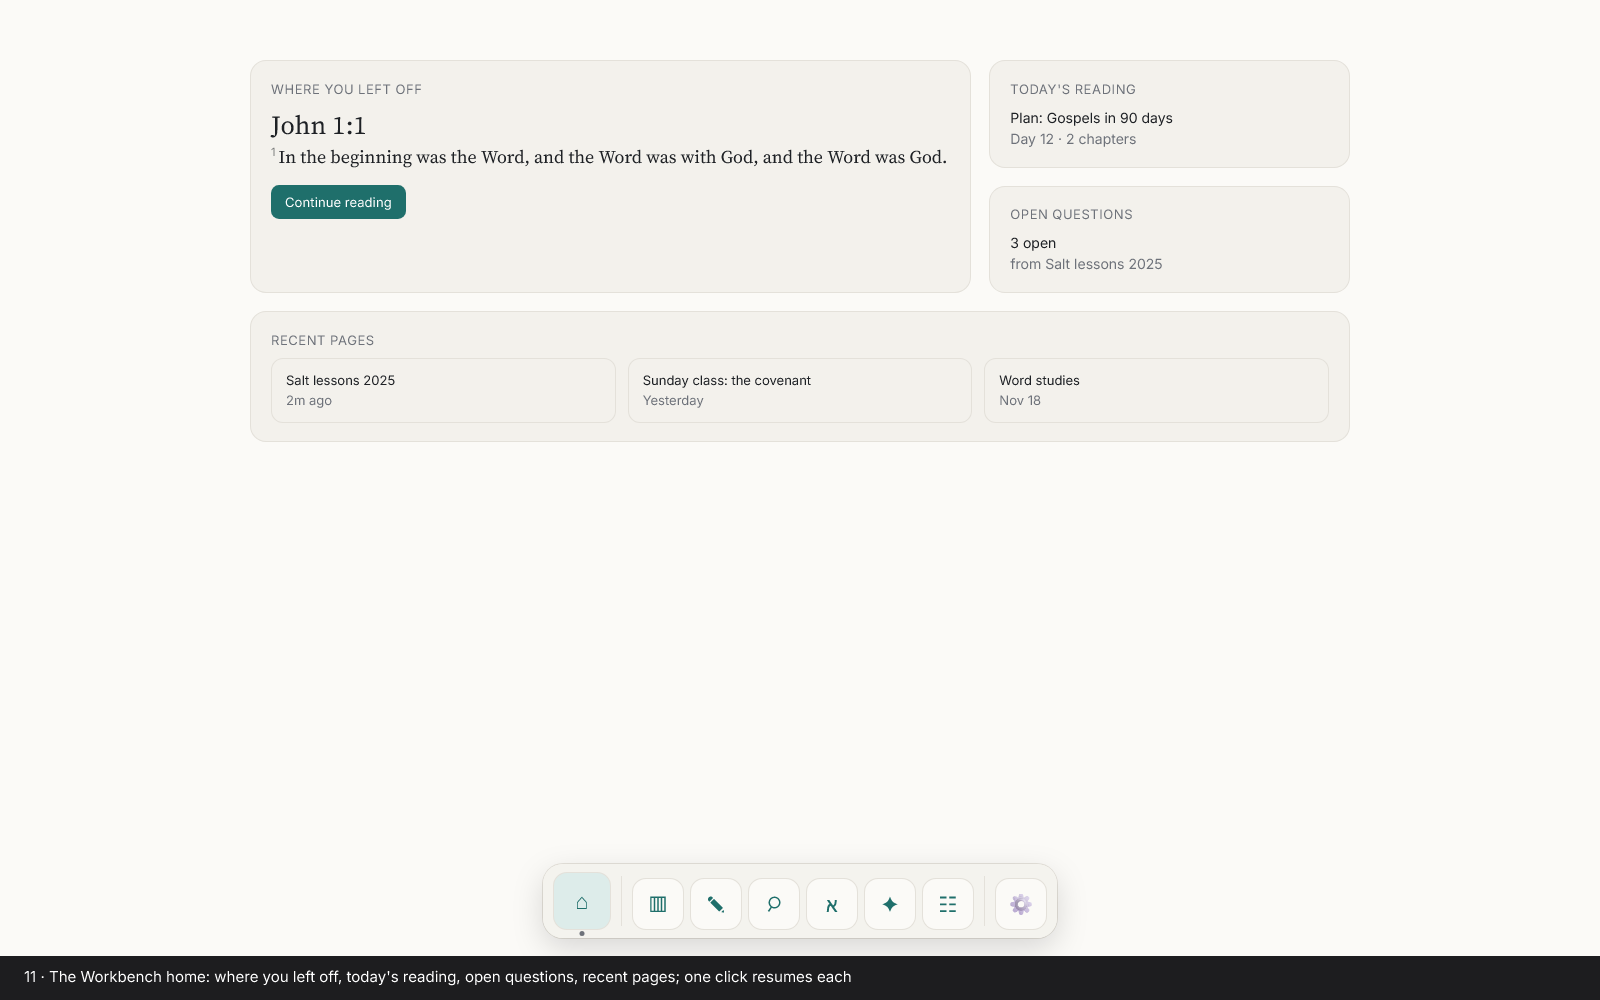 WHERE YOU LEFT OFF
John 1:1
1 In the beginning was the Word, and the Word was with God, and the Word was God.
Continue reading
TODAY'S READING
Plan: Gospels in 90 days
Day 12 · 2 chapters
OPEN QUESTIONS
3 open
from Salt lessons 2025
RECENT PAGES
Salt lessons 2025
2m ago
Sunday class: the covenant
Yesterday
Word studies
Nov 18
א
11 · The Workbench home: where you left off, today's reading, open questions, recent pages; one click resumes each